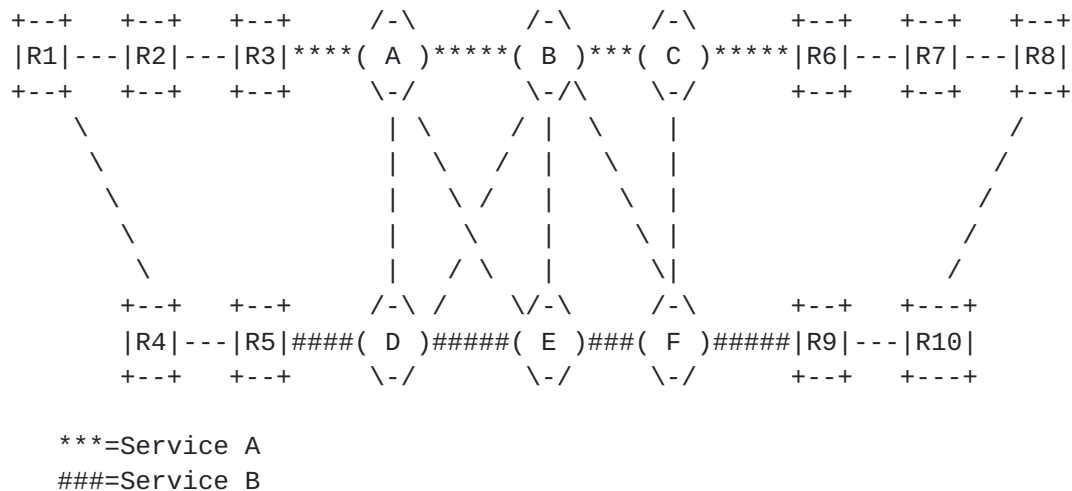 +--+   +--+   +--+     /-\       /-\     /-\      +--+   +--+   +--+
|R1|---|R2|---|R3|****( A )*****( B )***( C )*****|R6|---|R7|---|R8|
+--+   +--+   +--+     \-/       \-/\    \-/      +--+   +--+   +--+
    \                   | \     / |  \    |                     /
     \                  |  \   /  |   \   |                    /
      \                 |   \ /   |    \  |                   /
       \                |    \    |     \ |                  /
        \               |   / \   |      \|                 /
       +--+   +--+     /-\ /    \/-\     /-\      +--+   +---+
       |R4|---|R5|####( D )#####( E )###( F )#####|R9|---|R10|
       +--+   +--+     \-/       \-/     \-/      +--+   +---+
***=Service A
###=Service B